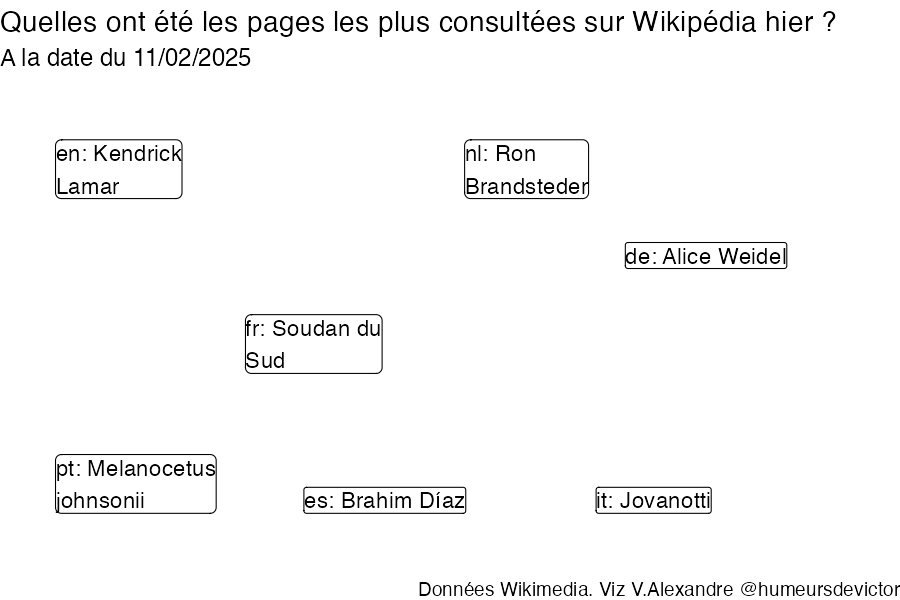 Quelles ont été les pages les plus consultées sur Wikipédia hier ?
A la date du 11/02/2025
en: Kendrick
Lamar
nl: Ron
Brandsteder
de: Alice Weidel
fr: Soudan du
Sud
pt: Melanocetus
johnsonii
es: Brahim Díaz
it: Jovanotti
Données Wikimedia. Viz V.Alexandre @humeursdevictor